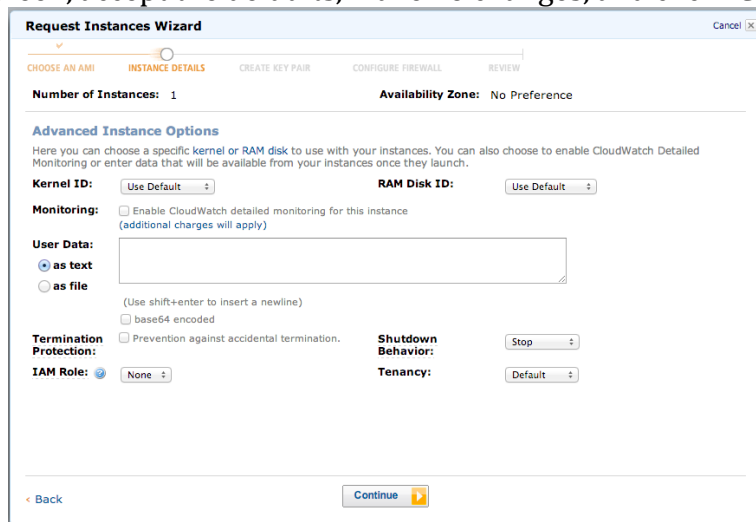 accept the defaults,
Request Instances Wizard
Cancel
CHOOSE AN AMI INSTANCE DETAILS CREATE KEY PAIR CONFIGURE FIREWALL REVIEW
Number of Instances: 1 Availability Zone: No Preference
Advanced Instance Options
Here you can choose a specific kernel or RAM disk to use with your instances. You can also choose to enable CloudWatch Detailed
Monitoring or enter data that will be available from your instances once they launch.
Kernel ID: Use Default RAM Disk ID: Use Default
Monitoring: Enable CloudWatch detailed monitoring for this instance
(additional charges will apply)
User Data:
as text
as file
(Use shift+enter to insert a newline)
base64 encoded
Termination Protection: Prevention against accidental termination. Shutdown Behavior: Stop
IAM Role: None Tenancy: Default
< Back Continue